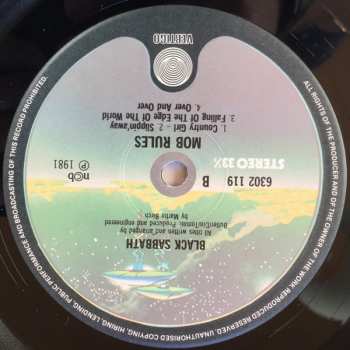 BLACK SABBATH
All titles written and arranged by
Butler/Dio/Iommi. Produced and engineered
by Martin Birch
6302 119 B
STEREO 33⅓
ncb
℗ 1981
MOB RULES
1. Country Girl - 2. Slippin'away
3. Falling Of The Edge Of The World
4. Over And Over
VERTIGO
ALL RIGHTS OF THE PRODUCER AND OF THE OWNER OF THE WORK REPRODUCED RESERVED. UNAUTHORISED COPYING, HIRING, LENDING, PUBLIC PERFORMANCE AND BROADCASTING OF THIS RECORD PROHIBITED.